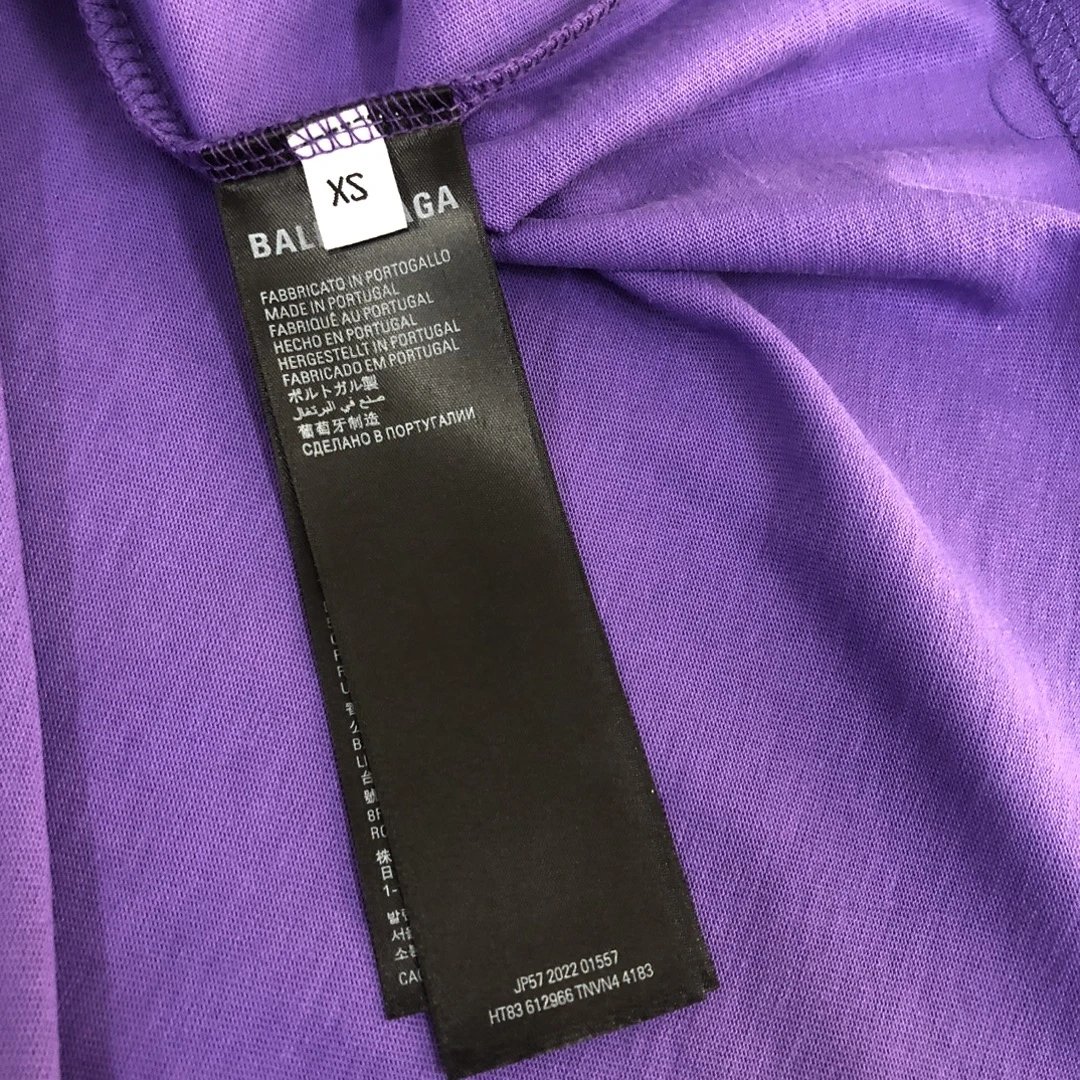 XS
FABBRICATO IN PORTOGALLO
MADE IN PORTUGAL
FABRIQUÉ AU PORTUGAL
HECHO EN PORTUGAL
HERGESTELLT IN PORTUGAL
FABRICADO EM PORTUGAL
ポルトガル製
صنع في البرتغال
葡萄牙制造
СДЕЛАНО В ПОРТУГАЛИИ
JP57 2022 01557
HT83 612966 TNVN4 4183